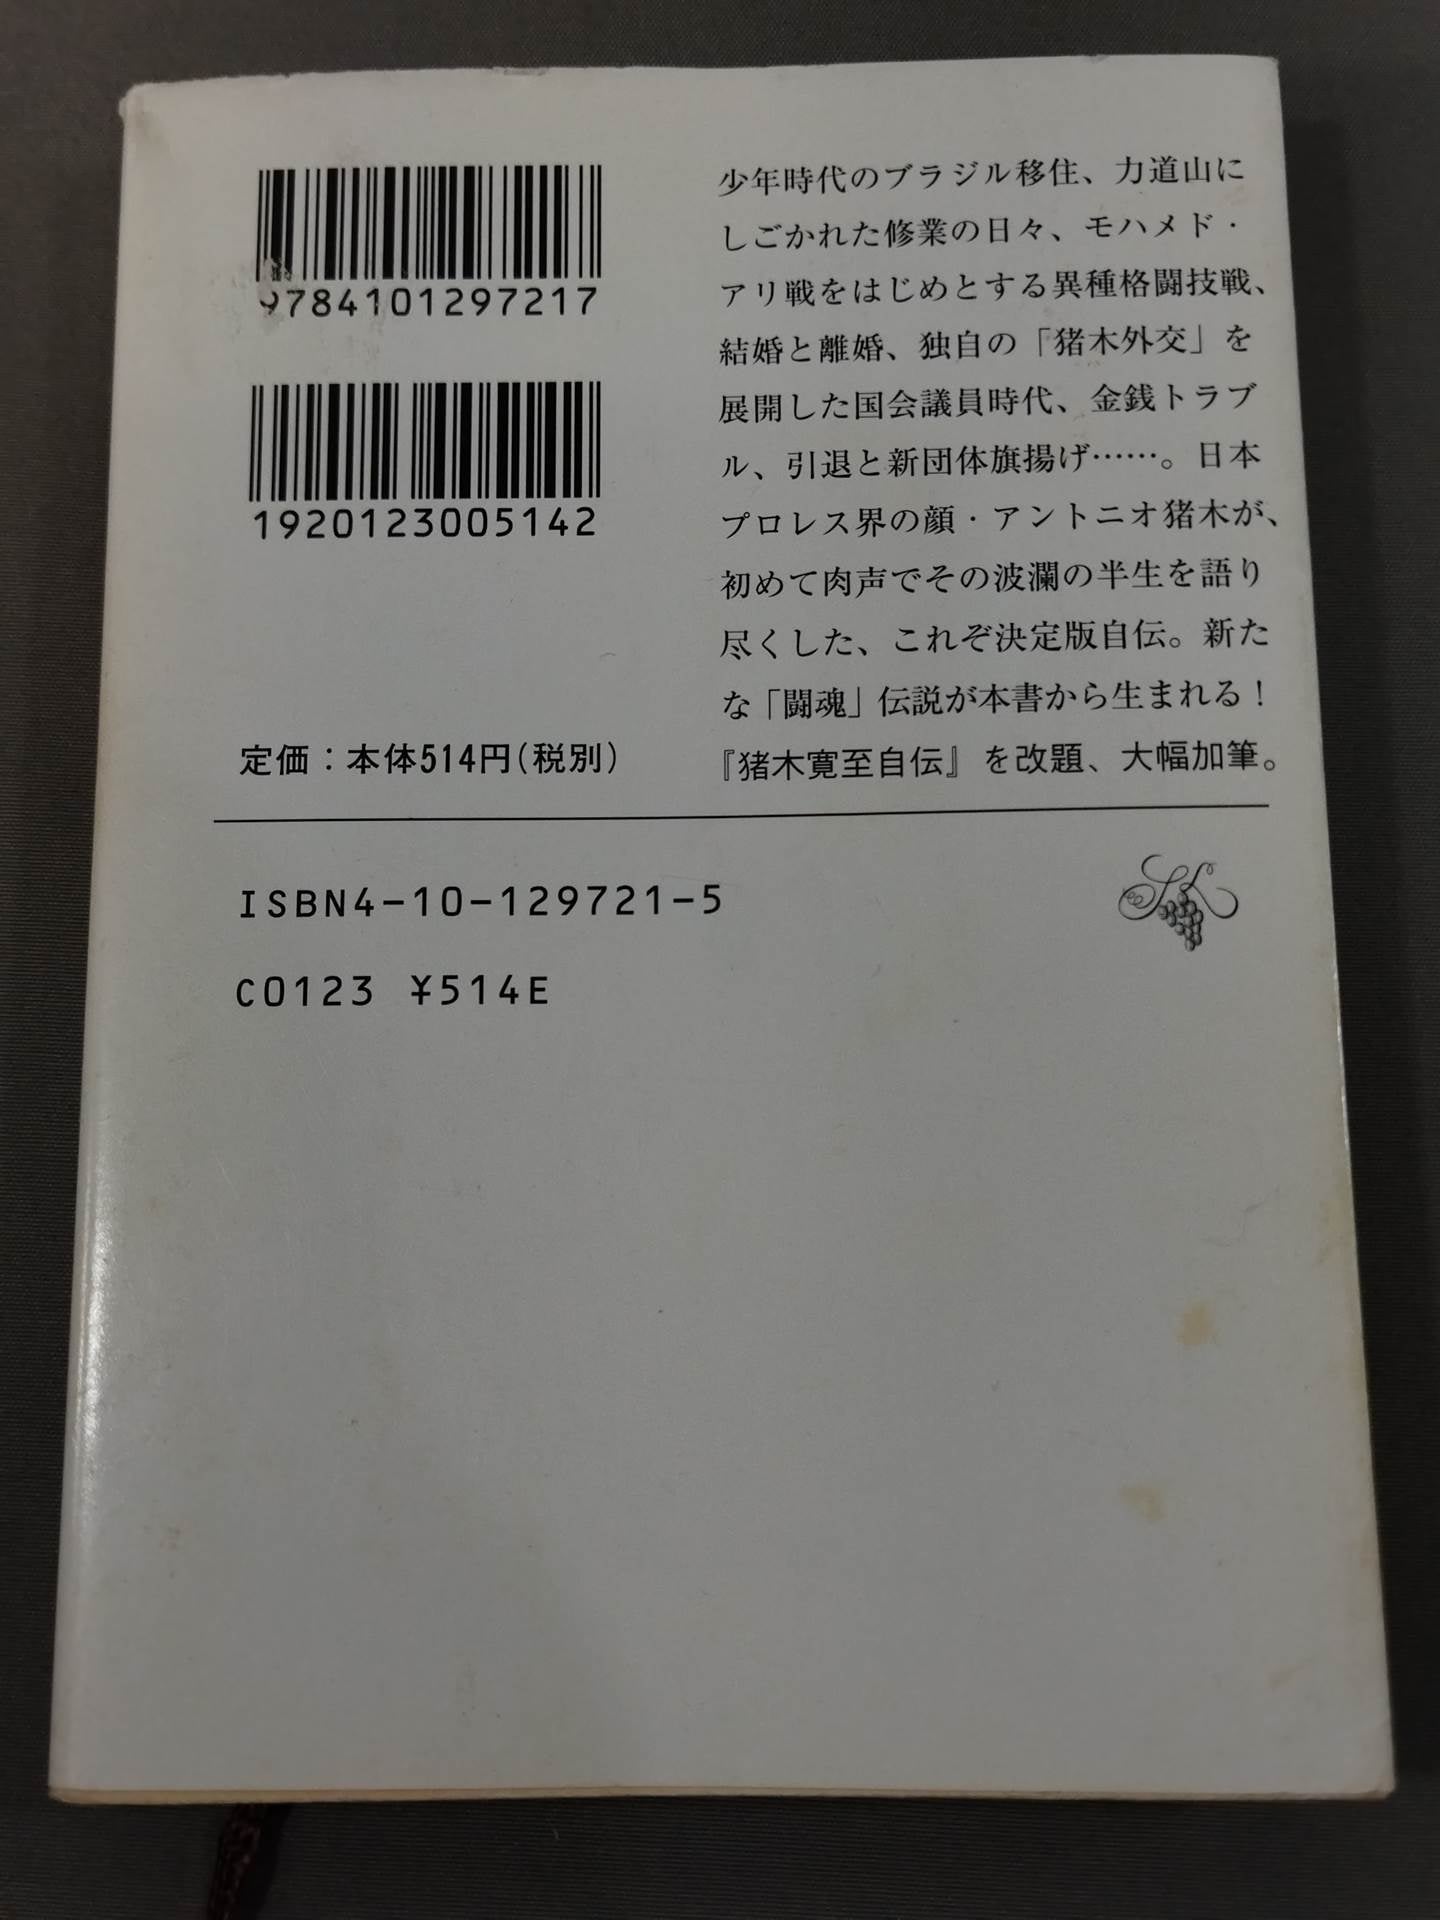 9784101297217
1920123005142
定価：本体514円(税別)
少年時代のブラジル移住、力道山に
しごかれた修業の日々、モハメド・
アリ戦をはじめとする異種格闘技戦、
結婚と離婚、独自の「猪木外交」を
展開した国会議員時代、金銭トラブ
ル、引退と新団体旗揚げ……。日本
プロレス界の顔・アントニオ猪木が、
初めて肉声でその波瀾の半生を語り
尽くした、これぞ決定版自伝。新た
な「闘魂」伝説が本書から生まれる！
『猪木寛至自伝』を改題、大幅加筆。
ISBN4-10-129721-5
C0123 ¥514E